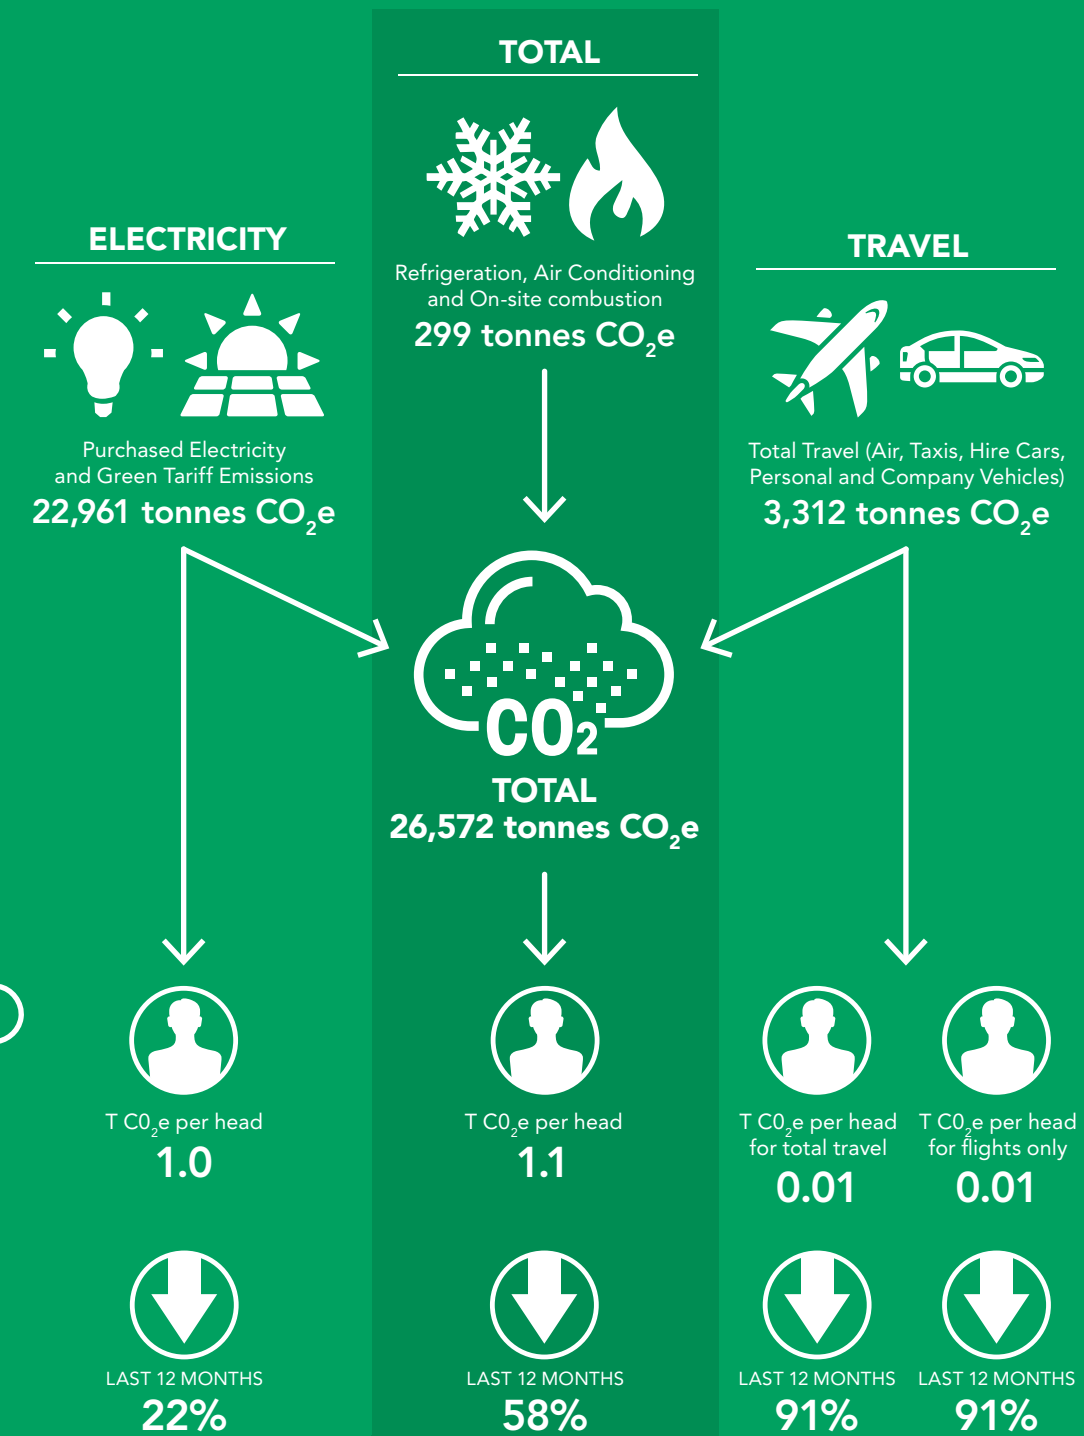 TOTAL
Refrigeration, Air Conditioning
and On-site combustion
299 tonnes CO₂e
ELECTRICITY
Purchased Electricity
and Green Tariff Emissions
22,961 tonnes CO₂e
TRAVEL
Total Travel (Air, Taxis, Hire Cars,
Personal and Company Vehicles)
3,312 tonnes CO₂e
CO₂
TOTAL
26,572 tonnes CO₂e
T C0₂e per head
1.0
LAST 12 MONTHS
22%
T C0₂e per head
1.1
LAST 12 MONTHS
58%
T C0₂e per head
for total travel
0.01
LAST 12 MONTHS
91%
T C0₂e per head
for flights only
0.01
LAST 12 MONTHS
91%